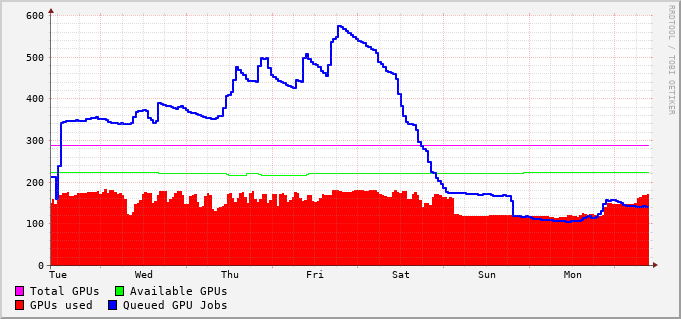 600
500
400
300
200
100
0
Tue Wed Thu Fri Sat Sun Mon
Total GPUs Available GPUs
GPUs used Queued GPU Jobs
RRDTOOL / TOBI OETIKER